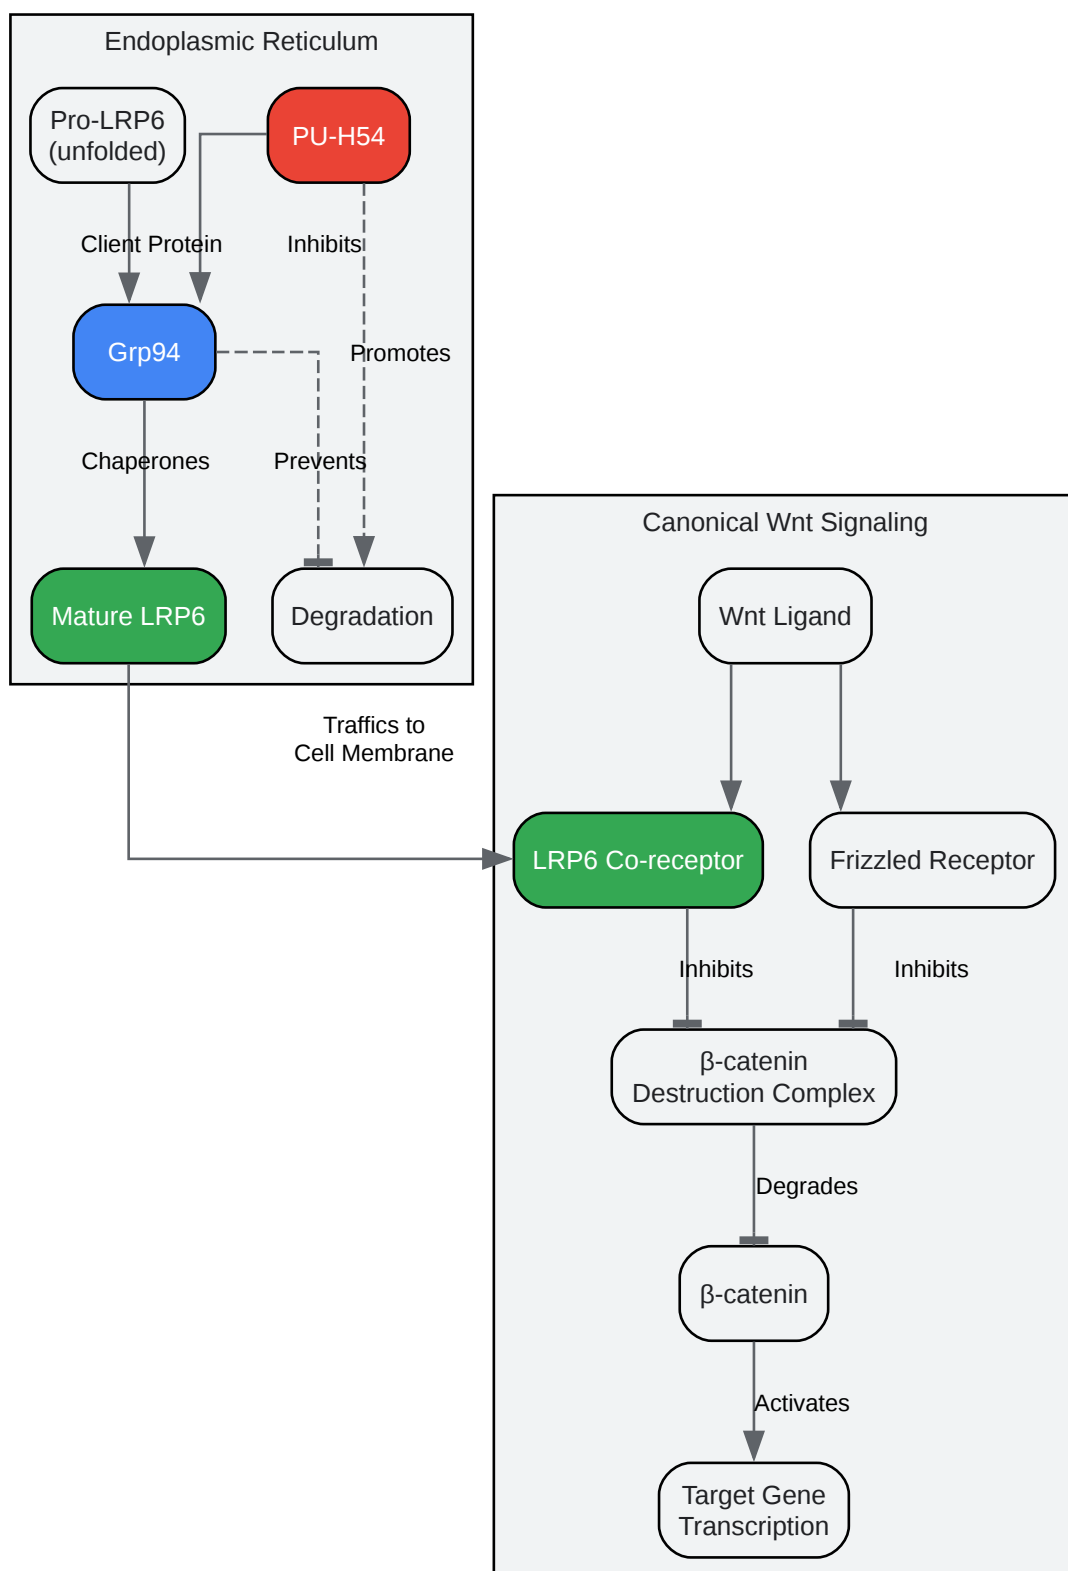 Endoplasmic Reticulum
Pro-LRP6
(unfolded)
PU-H54
Client Protein
Inhibits
Grp94
Promotes
Chaperones
Prevents
Mature LRP6
Degradation
Traffics to
Cell Membrane
Canonical Wnt Signaling
Wnt Ligand
LRP6 Co-receptor
Frizzled Receptor
Inhibits
Inhibits
β-catenin
Destruction Complex
Degrades
β-catenin
Activates
Target Gene
Transcription